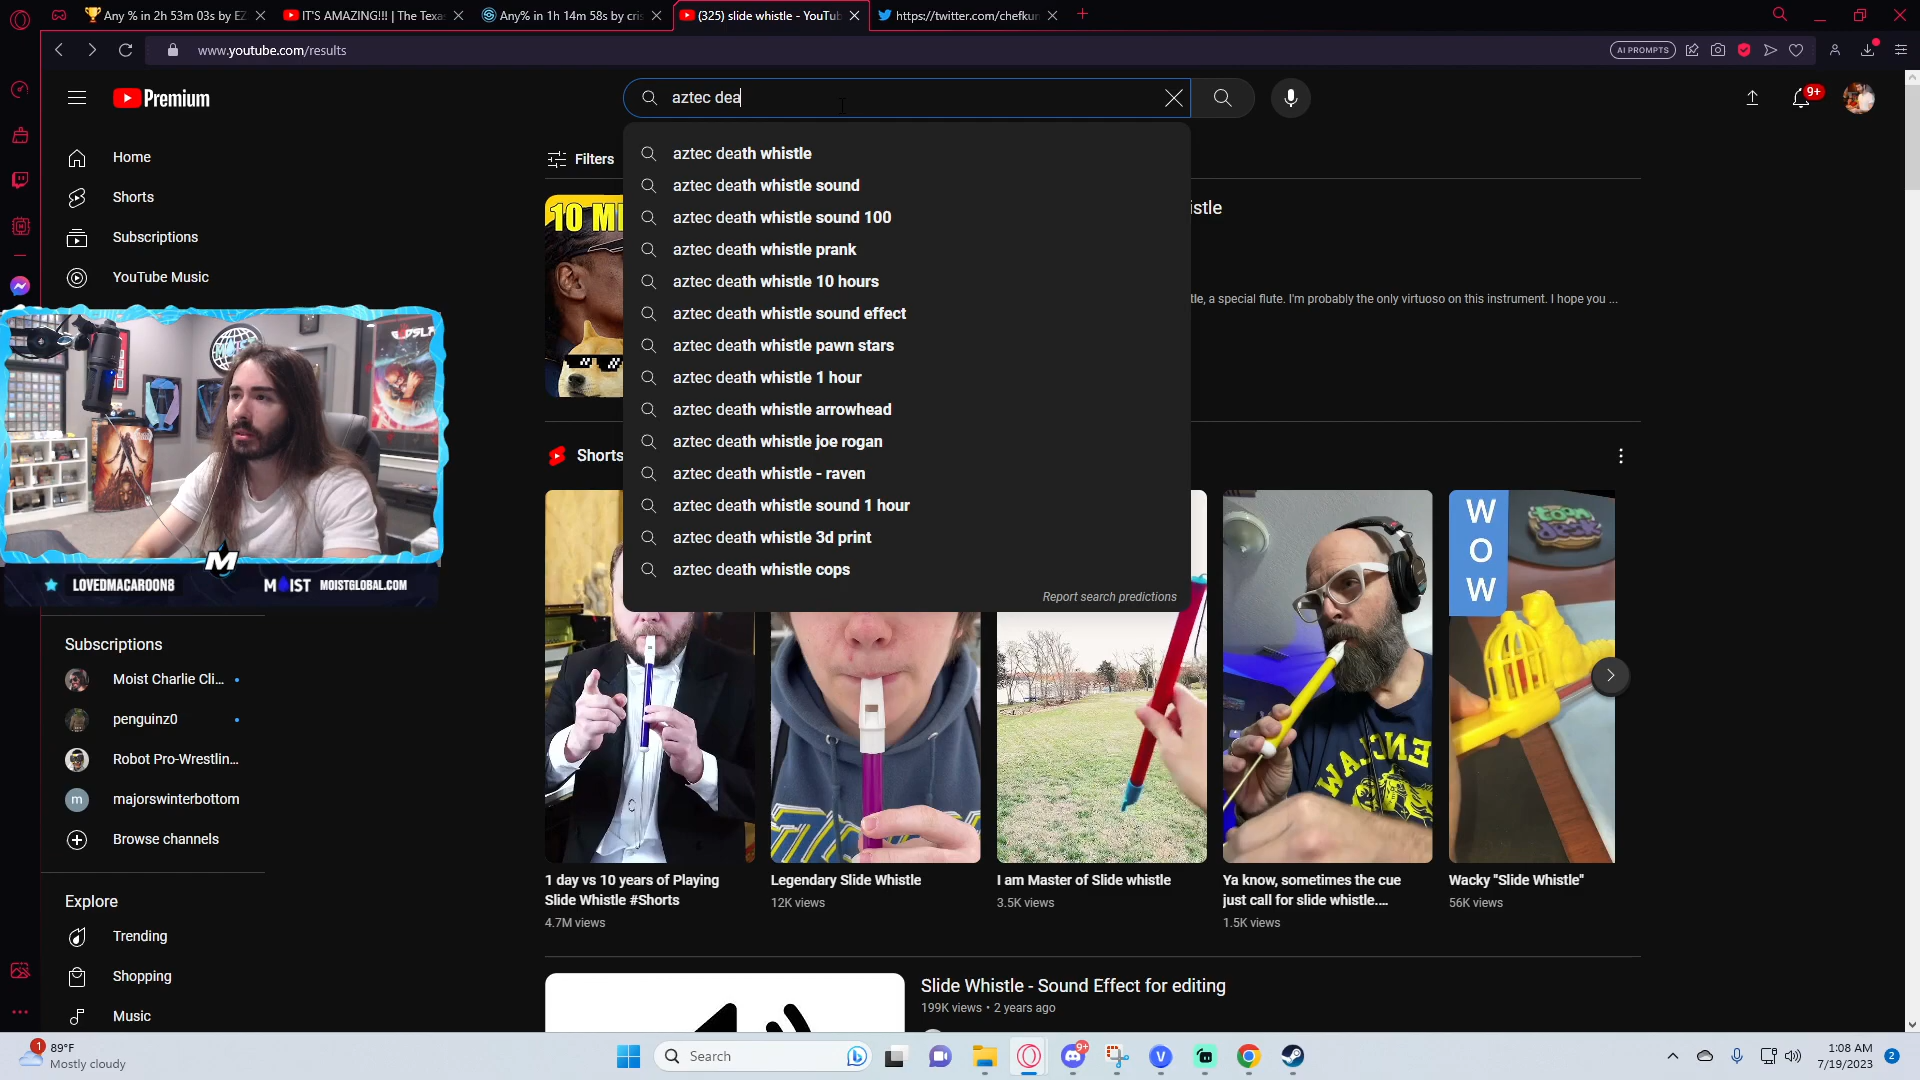 Any % in 2h 53m 03s by EZ
IT'S AMAZING!!! | The Texa
Any% in 1h 14m 58s by cris
(325) slide whistle - YouTub
https://twitter.com/chefkun
www.youtube.com/results
AI PROMPTS
Premium
aztec dea
9+
Home
Shorts
Subscriptions
YouTube Music
Filters
aztec death whistle
aztec death whistle sound
aztec death whistle sound 100
aztec death whistle prank
aztec death whistle 10 hours
aztec death whistle sound effect
aztec death whistle pawn stars
aztec death whistle 1 hour
aztec death whistle arrowhead
aztec death whistle joe rogan
aztec death whistle - raven
aztec death whistle sound 1 hour
aztec death whistle 3d print
aztec death whistle cops
Report search predictions
10 MI
istle
tle, a special flute. I'm probably the only virtuoso on this instrument. I hope you ...
Shorts
WOW
LOVEDMACAROON8
M
MOIST
MOISTGLOBAL.COM
Subscriptions
Moist Charlie Cli...
penguinz0
Robot Pro-Wrestlin...
m
majorswinterbottom
Browse channels
Explore
Trending
Shopping
Music
ENGLAW
1 day vs 10 years of Playing
Slide Whistle #Shorts
4.7M views
Legendary Slide Whistle
12K views
I am Master of Slide whistle
3.5K views
Ya know, sometimes the cue
just call for slide whistle....
1.5K views
Wacky "Slide Whistle"
56K views
Slide Whistle - Sound Effect for editing
199K views • 2 years ago
1
89°F
Mostly cloudy
Search
9+
V
1:08 AM
7/19/2023
2